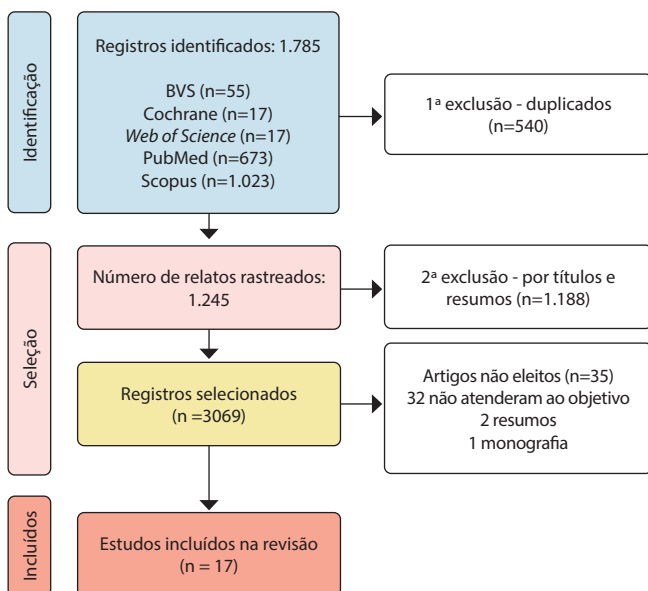 Identificação
Registros identificados: 1.785
BVS (n=55)
Cochrane (n=17)
Web of Science (n=17)
PubMed (n=673)
Scopus (n=1.023)
1ª exclusão - duplicados
(n=540)
Seleção
Número de relatos rastreados:
1.245
2ª exclusão - por títulos e
resumos (n=1.188)
Registros selecionados
(n =3069)
Artigos não eleitos (n=35)
32 não atenderam ao objetivo
2 resumos
1 monografia
Incluídos
Estudos incluídos na revisão
(n = 17)